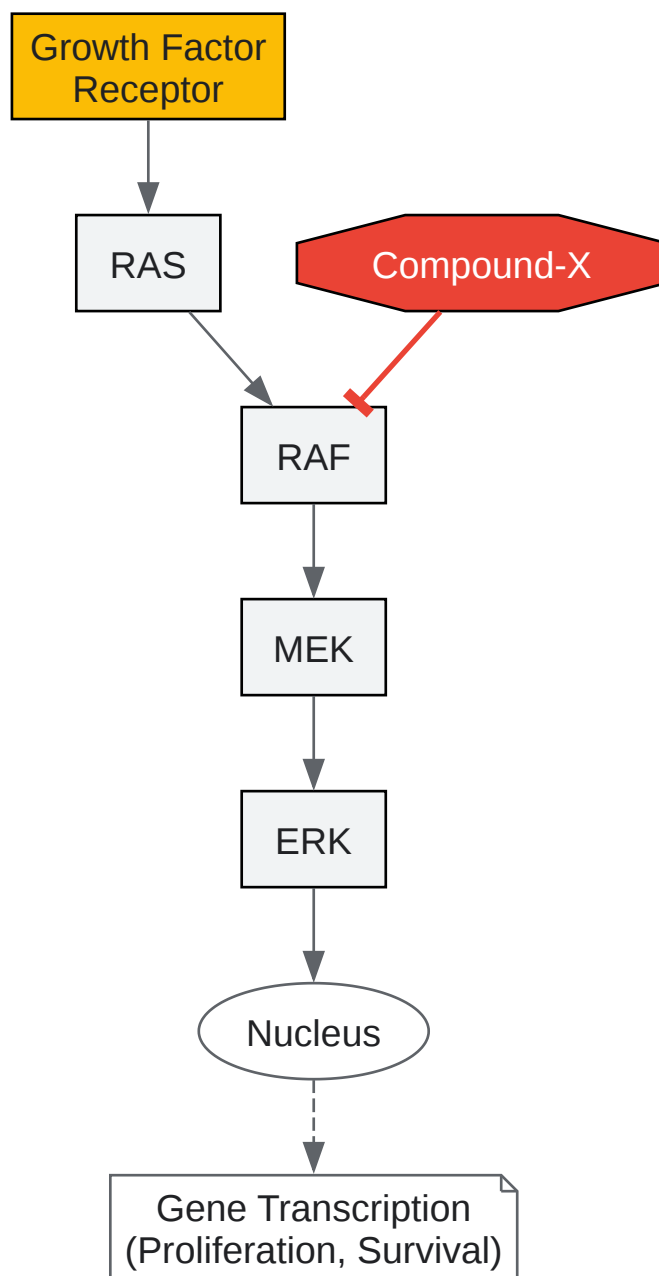 Growth Factor
Receptor
RAS
Compound-X
RAF
MEK
ERK
Nucleus
Gene Transcription
(Proliferation, Survival)